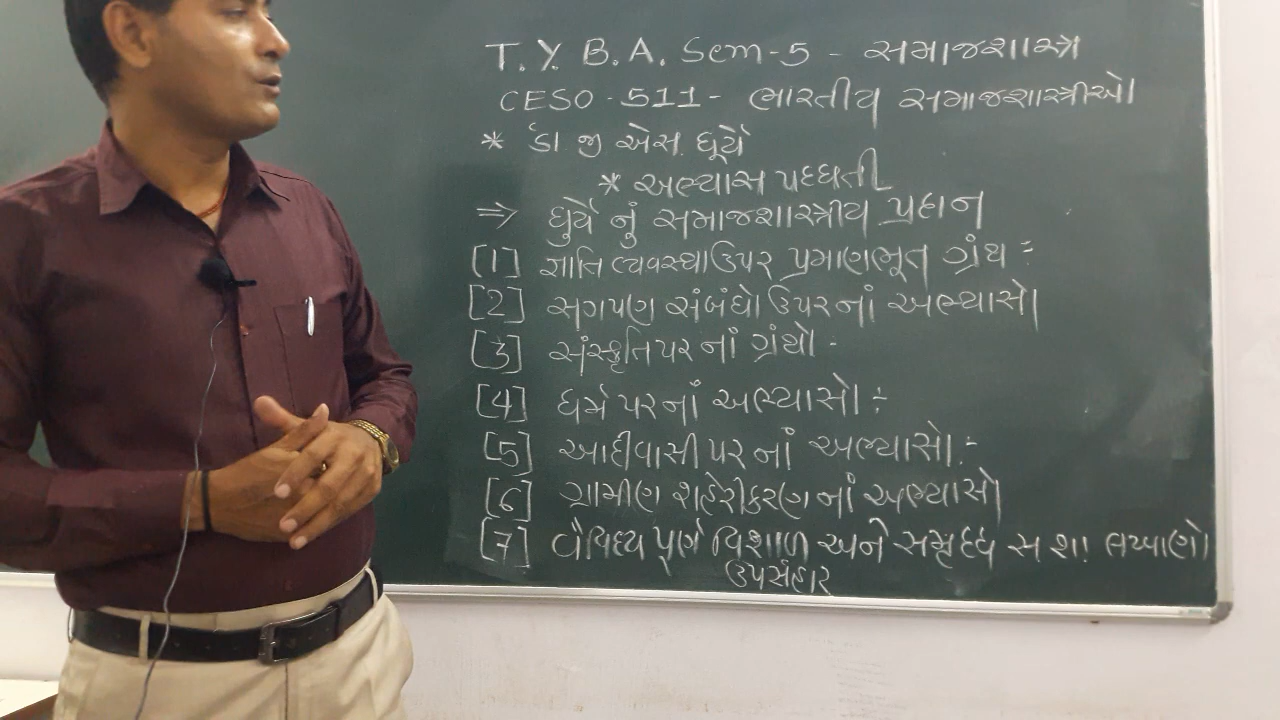 T. Y. B. A. Sem-5 - સમાજશાસ્ત્ર
CESO - 511 - ભારતીય સમાજશાસ્ત્રીઓ
* ડૉ જી એસ. ઘૂર્યે
* અભ્યાસ પદ્ધતી
⇒ ઘુર્યે નું સમાજશાસ્ત્રીય પ્રદાન
[1] જ્ઞાતિ વ્યવસ્થા ઉપર પ્રમાણભૂત ગ્રંથ :-
[2] સગપણ સંબંધો ઉપરનાં અભ્યાસો
[3] સંસ્કૃતિ પર નાં ગ્રંથો -
[4] ધર્મ પરનાં અભ્યાસો :-
[5] આદીવાસી પર નાં અભ્યાસો :-
[6] ગ્રામીણ શહેરીકરણ નાં અભ્યાસો
[7] વૈવિધ્ય પૂર્ણ વિશાળ અને સમૃદ્ધ સ શા લખાણો
ઉપસંહાર